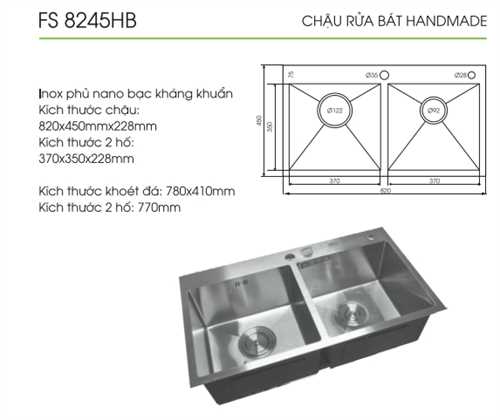 FS 8245HB
CHẬU RỬA BÁT HANDMADE
Inox phủ nano bạc kháng khuẩn
Kích thước chậu:
820x450mmx228mm
Kích thước 2 hố:
370x350x228mm
Kích thước khoét đá: 780x410mm
Kích thước 2 hố: 770mm
75
Ø35
Ø28
450
350
Ø122
Ø92
370
370
820